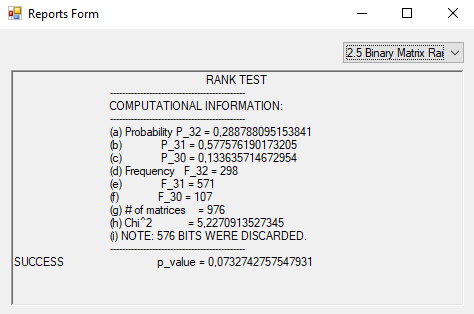 Reports Form
2.5 Binary Matrix Rai
RANK TEST
---------------------------------------------
COMPUTATIONAL INFORMATION:
---------------------------------------------
(a) Probability P_32 = 0,288788095153841
(b) P_31 = 0,577576190173205
(c) P_30 = 0,133635714672954
(d) Frequency F_32 = 298
(e) F_31 = 571
(f) F_30 = 107
(g) # of matrices = 976
(h) Chi^2 = 5,2270913527345
(i) NOTE: 576 BITS WERE DISCARDED.
---------------------------------------------
SUCCESS p_value = 0,0732742757547931